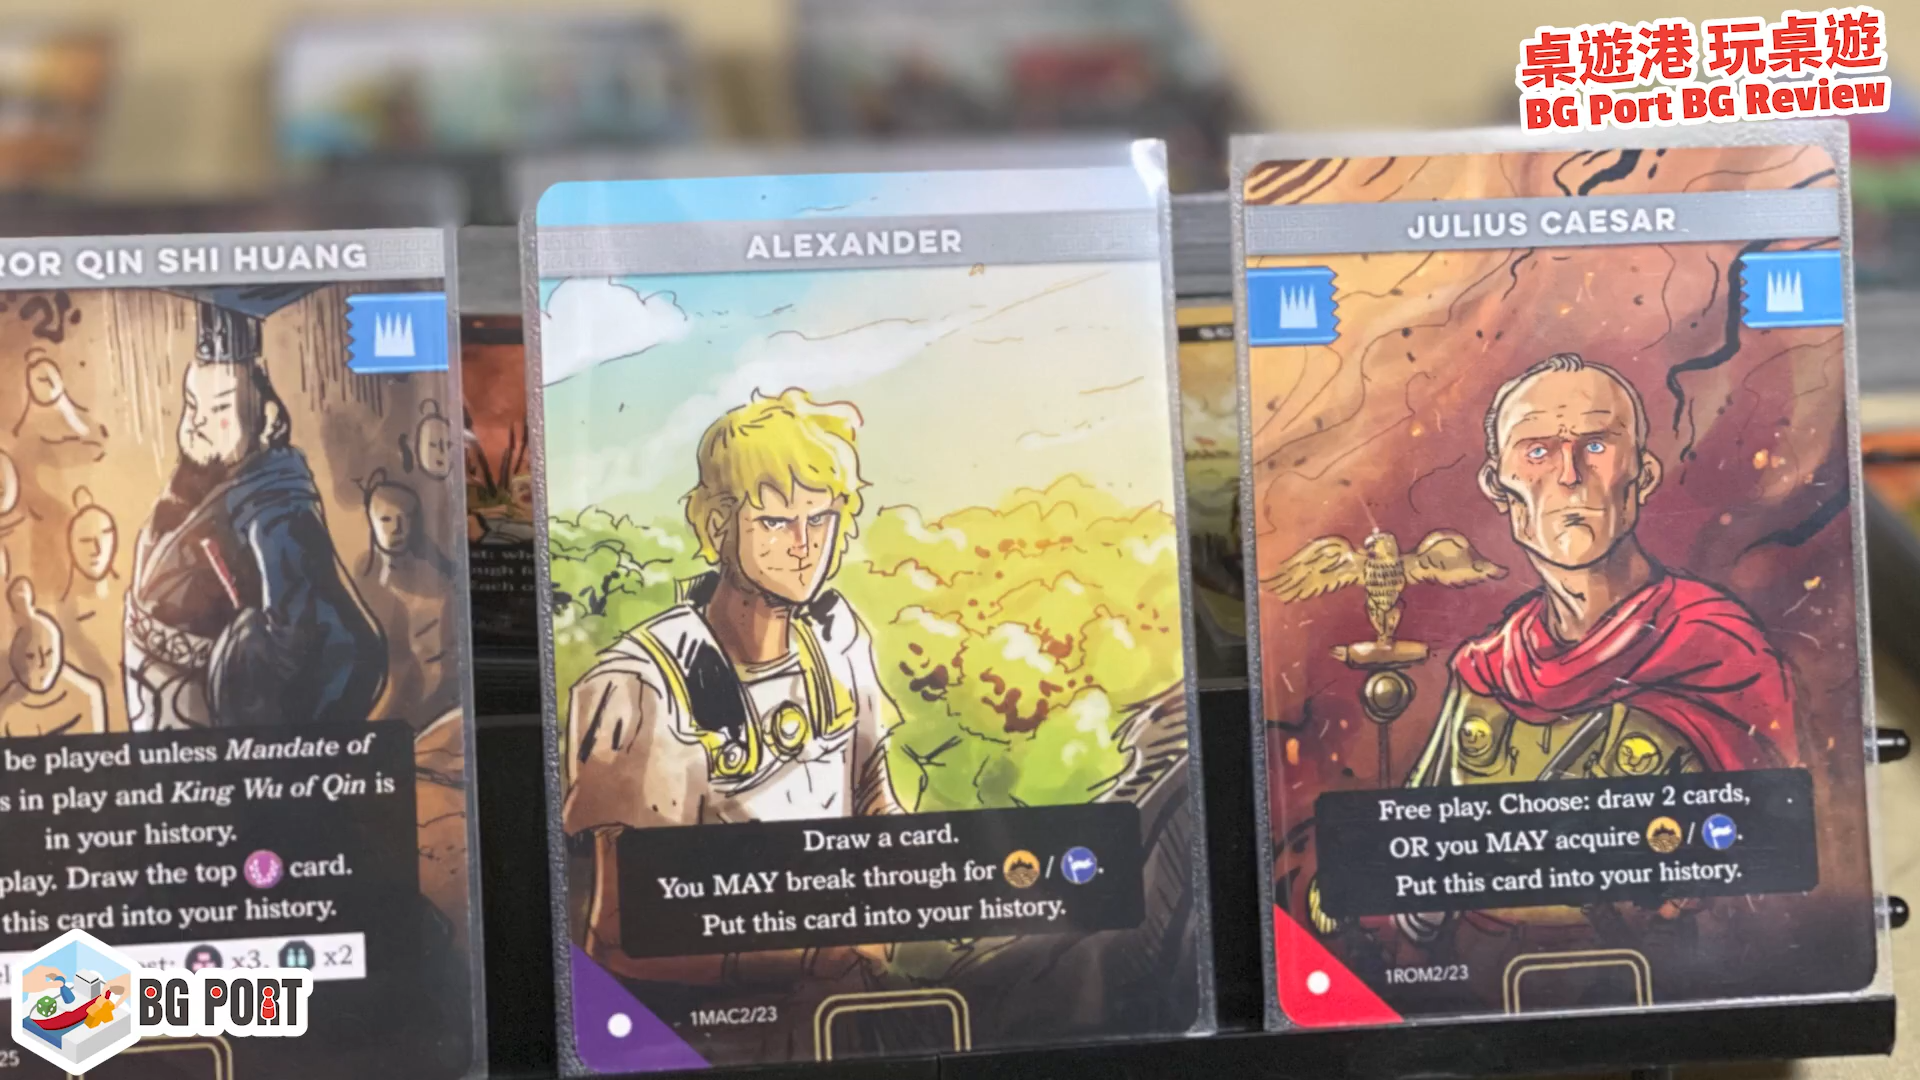 桌遊港 玩桌遊
BG Port BG Review
ROR QIN SHI HUANG
be played unless Mandate of
s in play and King Wu of Qin is
in your history.
play. Draw the top card.
this card into your history.
x3, x2
25
BG PORT
ALEXANDER
Draw a card.
You MAY break through for / .
Put this card into your history.
1MAC2/23
JULIUS CAESAR
Free play. Choose: draw 2 cards,
OR you MAY acquire / .
Put this card into your history.
1ROM2/23